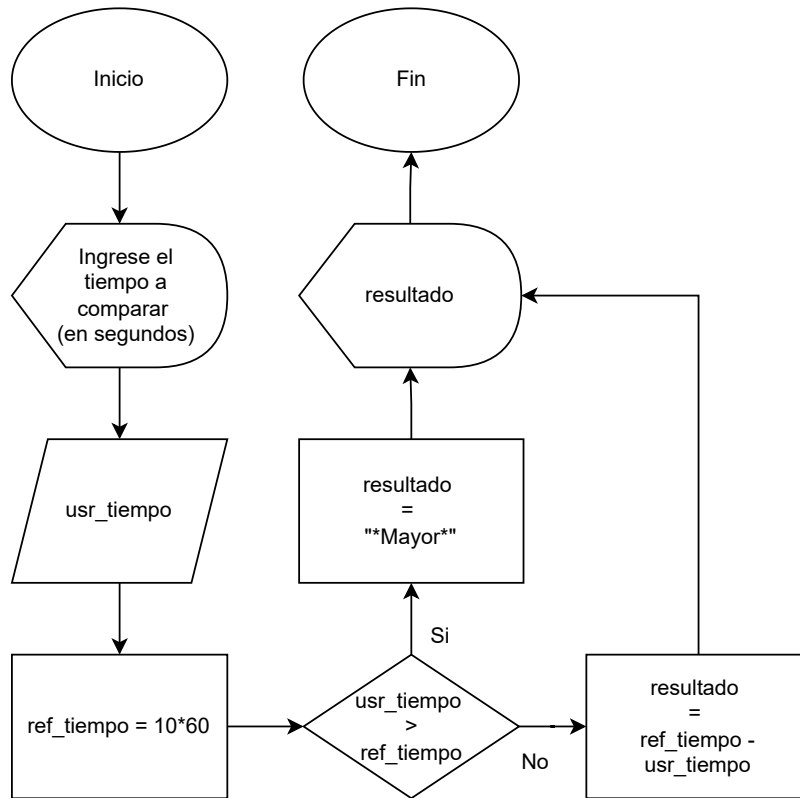 Inicio
Ingrese el
tiempo a
comparar
(en segundos)
usr_tiempo
ref_tiempo = 10*60
usr_tiempo
>
ref_tiempo
Si
No
resultado
=
"*Mayor*"
resultado
=
ref_tiempo -
usr_tiempo
resultado
Fin